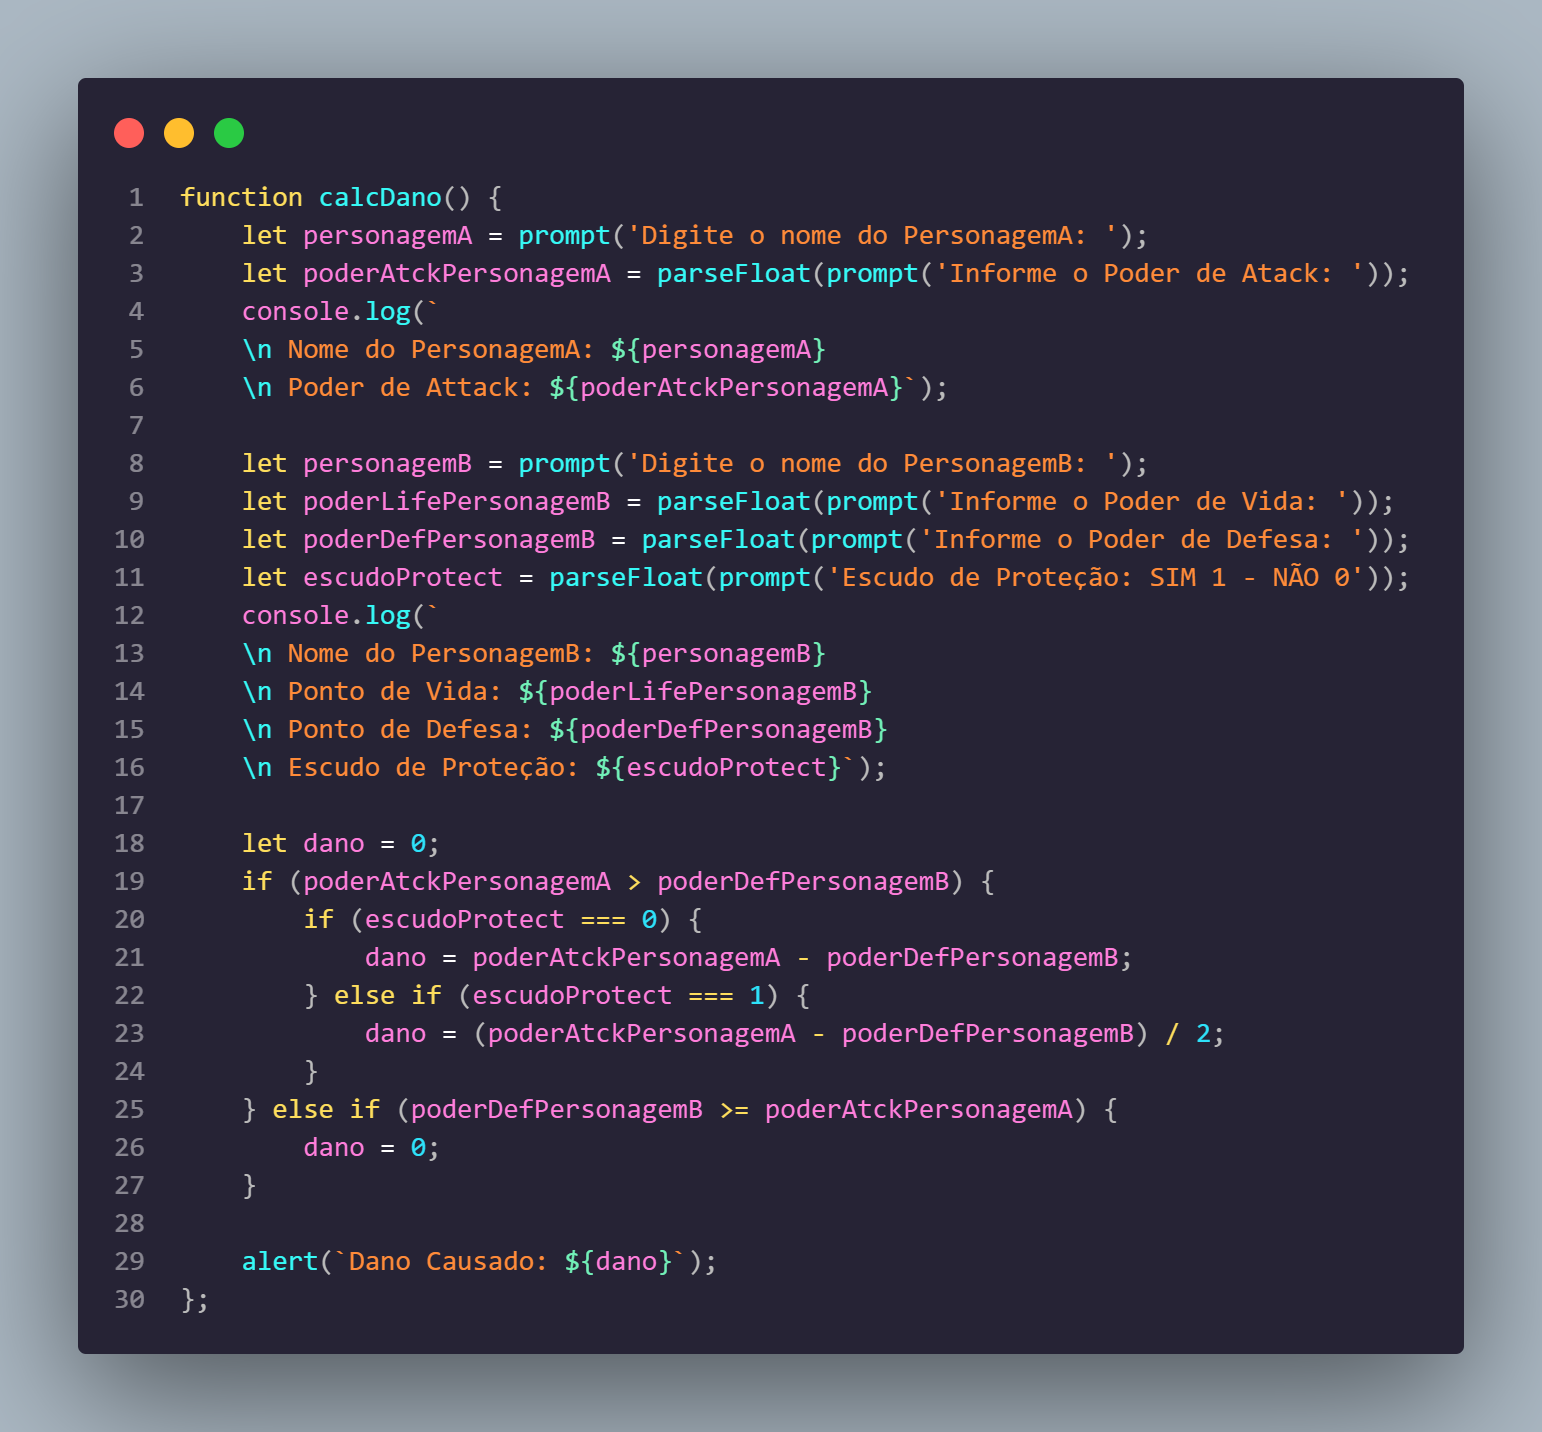 1 function calcDano() {
2 let personagemA = prompt('Digite o nome do PersonagemA: ');
3 let poderAtckPersonagemA = parseFloat(prompt('Informe o Poder de Atack: '));
4 console.log(`
5 \n Nome do PersonagemA: ${personagemA}
6 \n Poder de Attack: ${poderAtckPersonagemA}`);
7
8 let personagemB = prompt('Digite o nome do PersonagemB: ');
9 let poderLifePersonagemB = parseFloat(prompt('Informe o Poder de Vida: '));
10 let poderDefPersonagemB = parseFloat(prompt('Informe o Poder de Defesa: '));
11 let escudoProtect = parseFloat(prompt('Escudo de Proteção: SIM 1 - NÃO 0'));
12 console.log(`
13 \n Nome do PersonagemB: ${personagemB}
14 \n Ponto de Vida: ${poderLifePersonagemB}
15 \n Ponto de Defesa: ${poderDefPersonagemB}
16 \n Escudo de Proteção: ${escudoProtect}`);
17
18 let dano = 0;
19 if (poderAtckPersonagemA > poderDefPersonagemB) {
20 if (escudoProtect === 0) {
21 dano = poderAtckPersonagemA - poderDefPersonagemB;
22 } else if (escudoProtect === 1) {
23 dano = (poderAtckPersonagemA - poderDefPersonagemB) / 2;
24 }
25 } else if (poderDefPersonagemB >= poderAtckPersonagemA) {
26 dano = 0;
27 }
28
29 alert(`Dano Causado: ${dano}`);
30 };